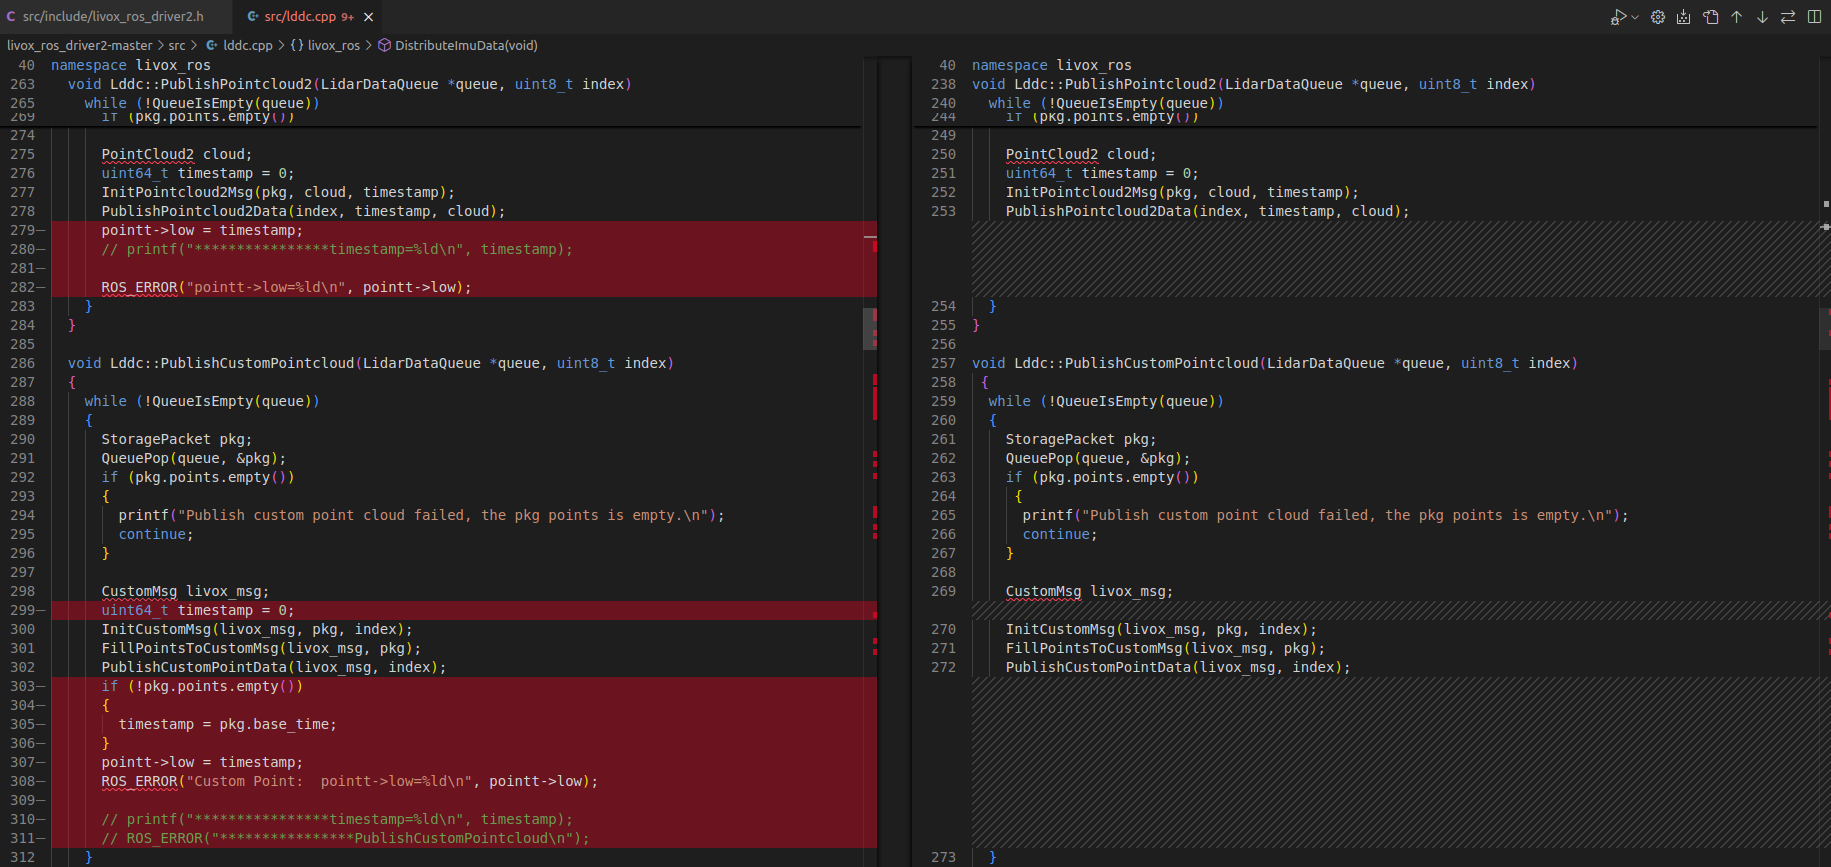 src/include/livox_ros_driver2.h
src/lddc.cpp 9+
livox_ros_driver2-master > src > lddc.cpp > {} livox_ros > DistributeImuData(void)
40 namespace livox_ros
263 void Lddc::PublishPointcloud2(LidarDataQueue *queue, uint8_t index)
265 while (!QueueIsEmpty(queue))
269 if (pkg.points.empty())
274
275 PointCloud2 cloud;
276 uint64_t timestamp = 0;
277 InitPointcloud2Msg(pkg, cloud, timestamp);
278 PublishPointcloud2Data(index, timestamp, cloud);
279— pointt->low = timestamp;
280— // printf("****************timestamp=%ld\n", timestamp);
281—
282— ROS_ERROR("pointt->low=%ld\n", pointt->low);
283 }
284 }
285
286 void Lddc::PublishCustomPointcloud(LidarDataQueue *queue, uint8_t index)
287 {
288 while (!QueueIsEmpty(queue))
289 {
290 StoragePacket pkg;
291 QueuePop(queue, &pkg);
292 if (pkg.points.empty())
293 {
294 printf("Publish custom point cloud failed, the pkg points is empty.\n");
295 continue;
296 }
297
298 CustomMsg livox_msg;
299— uint64_t timestamp = 0;
300 InitCustomMsg(livox_msg, pkg, index);
301 FillPointsToCustomMsg(livox_msg, pkg);
302 PublishCustomPointData(livox_msg, index);
303— if (!pkg.points.empty())
304— {
305— timestamp = pkg.base_time;
306— }
307— pointt->low = timestamp;
308— ROS_ERROR("Custom Point:  pointt->low=%ld\n", pointt->low);
309—
310— // printf("****************timestamp=%ld\n", timestamp);
311— // ROS_ERROR("****************PublishCustomPointcloud\n");
312 }
40 namespace livox_ros
238 void Lddc::PublishPointcloud2(LidarDataQueue *queue, uint8_t index)
240 while (!QueueIsEmpty(queue))
244 if (pkg.points.empty())
249
250 PointCloud2 cloud;
251 uint64_t timestamp = 0;
252 InitPointcloud2Msg(pkg, cloud, timestamp);
253 PublishPointcloud2Data(index, timestamp, cloud);
254 }
255 }
256
257 void Lddc::PublishCustomPointcloud(LidarDataQueue *queue, uint8_t index)
258 {
259 while (!QueueIsEmpty(queue))
260 {
261 StoragePacket pkg;
262 QueuePop(queue, &pkg);
263 if (pkg.points.empty())
264 {
265 printf("Publish custom point cloud failed, the pkg points is empty.\n");
266 continue;
267 }
268
269 CustomMsg livox_msg;
270 InitCustomMsg(livox_msg, pkg, index);
271 FillPointsToCustomMsg(livox_msg, pkg);
272 PublishCustomPointData(livox_msg, index);
273 }